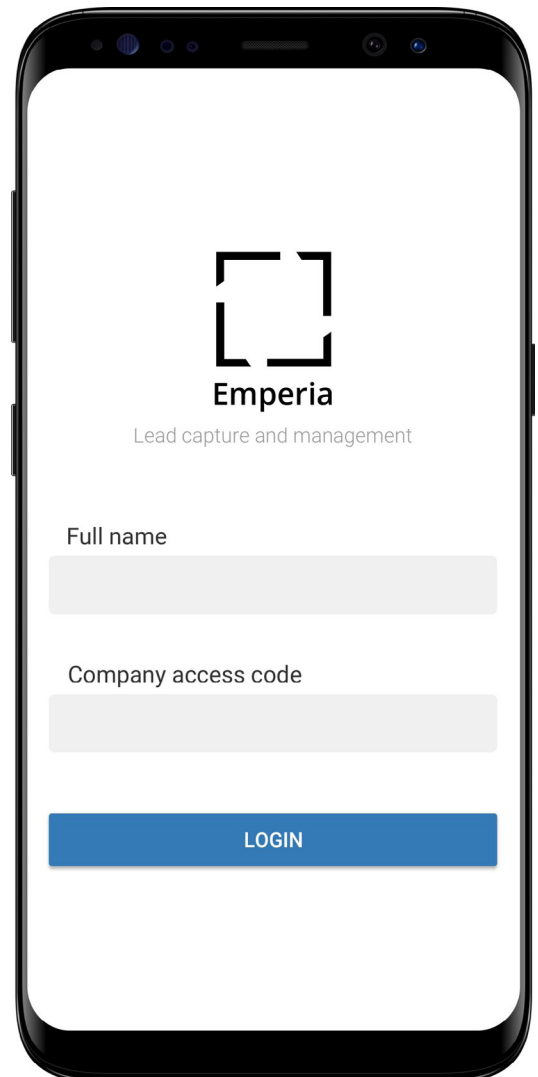 Emperia
Lead capture and management
Full name
Company access code
LOGIN